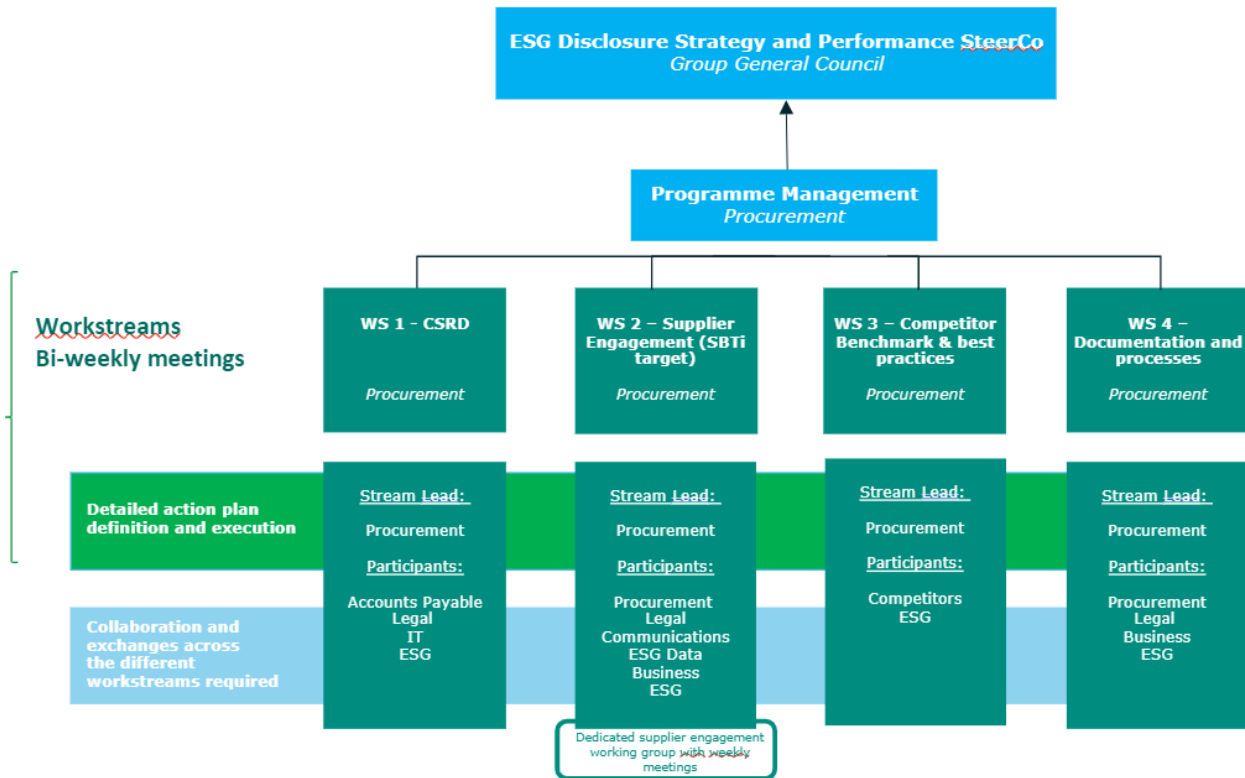 ESG Disclosure Strategy and Performance SteerCo
Group General Council
Programme Management
Procurement
Workstreams
Bi-weekly meetings
WS 1 - CSRD
Procurement
WS 2 – Supplier
Engagement (SBTi
target)
Procurement
WS 3 – Competitor
Benchmark & best
practices
Procurement
WS 4 –
Documentation and
processes
Procurement
Detailed action plan
definition and execution
Collaboration and
exchanges across
the different
workstreams required
Stream Lead:
Procurement
Participants:
Accounts Payable
Legal
IT
ESG
Stream Lead:
Procurement
Participants:
Procurement
Legal
Communications
ESG Data
Business
ESG
Dedicated supplier engagement
working group with weekly
meetings
Stream Lead:
Procurement
Participants:
Competitors
ESG
Stream Lead:
Procurement
Participants:
Procurement
Legal
Business
ESG